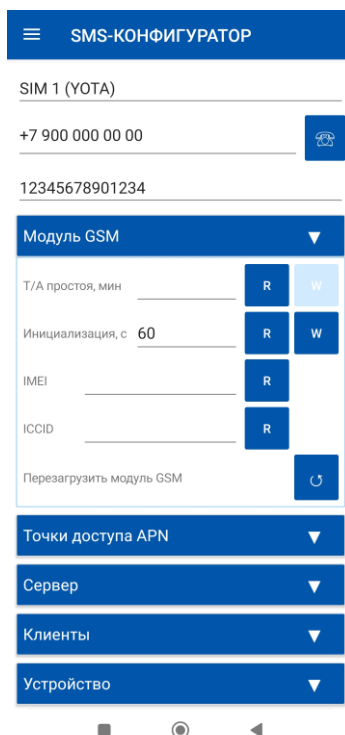 SMS-КОНФИГУРАТОР
SIM 1 (YOTA)
+7 900 000 00 00
12345678901234
Модуль GSM
Т/А простоя, мин R W
Инициализация, с 60 R W
IMEI R
ICCID R
Перезагрузить модуль GSM
Точки доступа APN
Сервер
Клиенты
Устройство